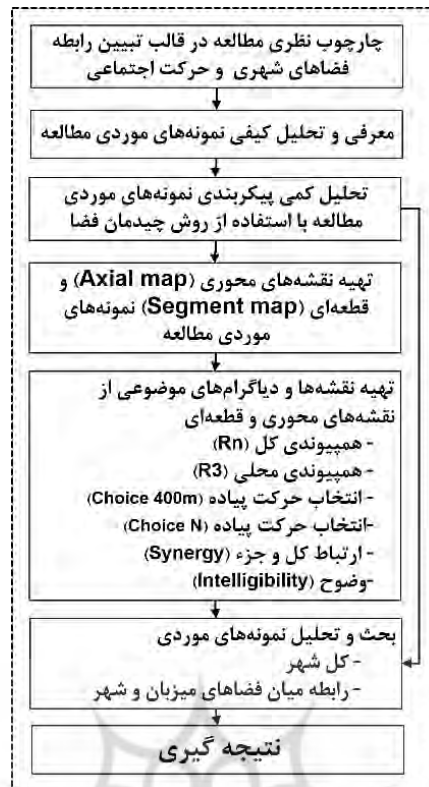 چارچوب نظری مطالعه در قالب تبیین رابطه
فضاهای شهری و حرکت اجتماعی
معرفی و تحلیل کیفی نمونه‌های موردی مطالعه
تحلیل کمی پیکربندی نمونه‌های موردی
مطالعه با استفاده از روش چیدمان فضا
تهیه نقشه‌های محوری (Axial map) و
قطعه‌ای (Segment map) نمونه‌های
موردی مطالعه
تهیه نقشه‌ها و دیاگرام‌های موضوعی از
نقشه‌های محوری و قطعه‌ای
- همپیوندی کل (Rn)
- همپیوندی محلی (R3)
- انتخاب حرکت پیاده (Choice 400m)
-انتخاب حرکت پیاده (Choice N)
- ارتباط کل و جزء (Synergy)
-وضوح (Intelligibility)
بحث و تحلیل نمونه‌های موردی
- کل شهر
- رابطه میان فضاهای میزبان و شهر
نتیجه گیری